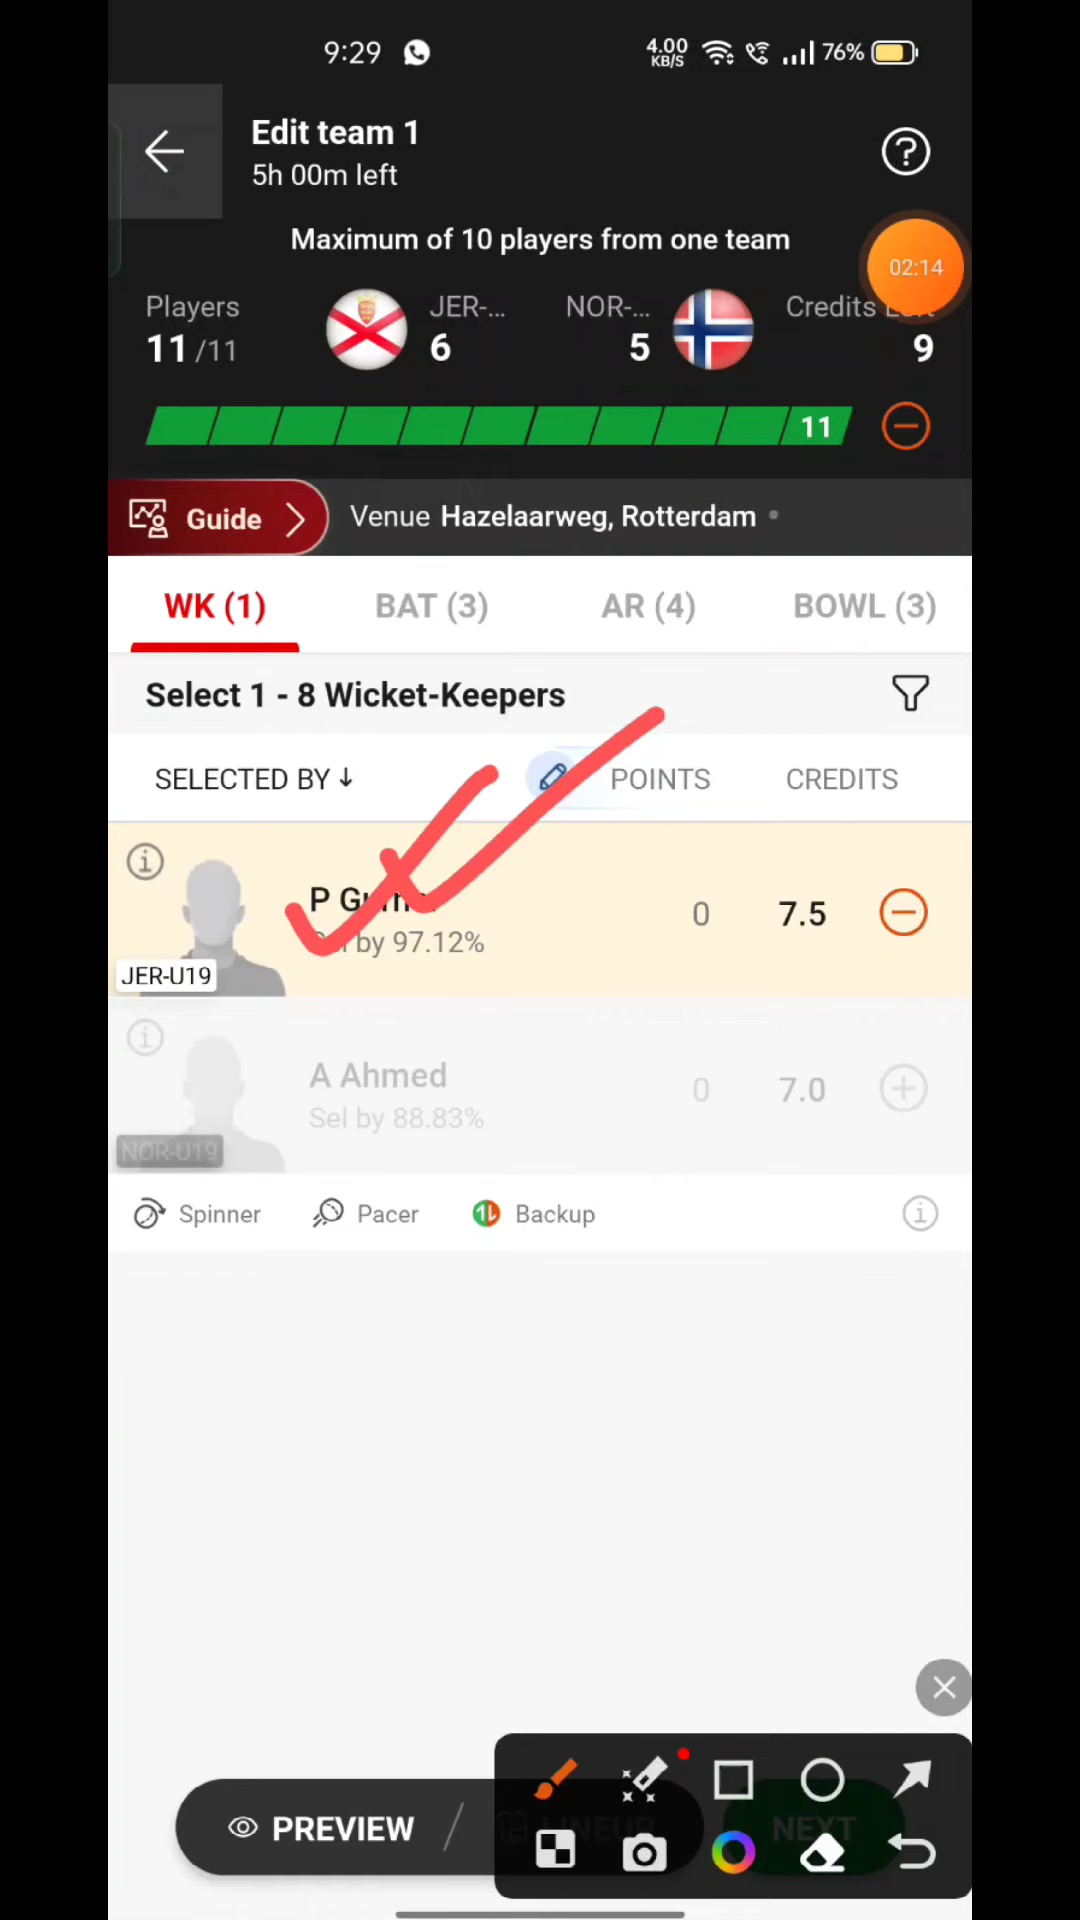 9:29
4.00 KB/S
76%
Edit team 1
5h 00m left
Maximum of 10 players from one team
02:14
Players
JER-...
NOR-...
Credits
11/11
6
5
9
11
Guide
Venue Hazelaarweg, Rotterdam
WK (1)
BAT (3)
AR (4)
BOWL (3)
Select 1 - 8 Wicket-Keepers
SELECTED BY ↓
POINTS
CREDITS
P
0
7.5
by 97.12%
JER-U19
A Ahmed
0
7.0
Sel by 88.83%
NOR-U19
Spinner
Pacer
Backup
PREVIEW
NEXT